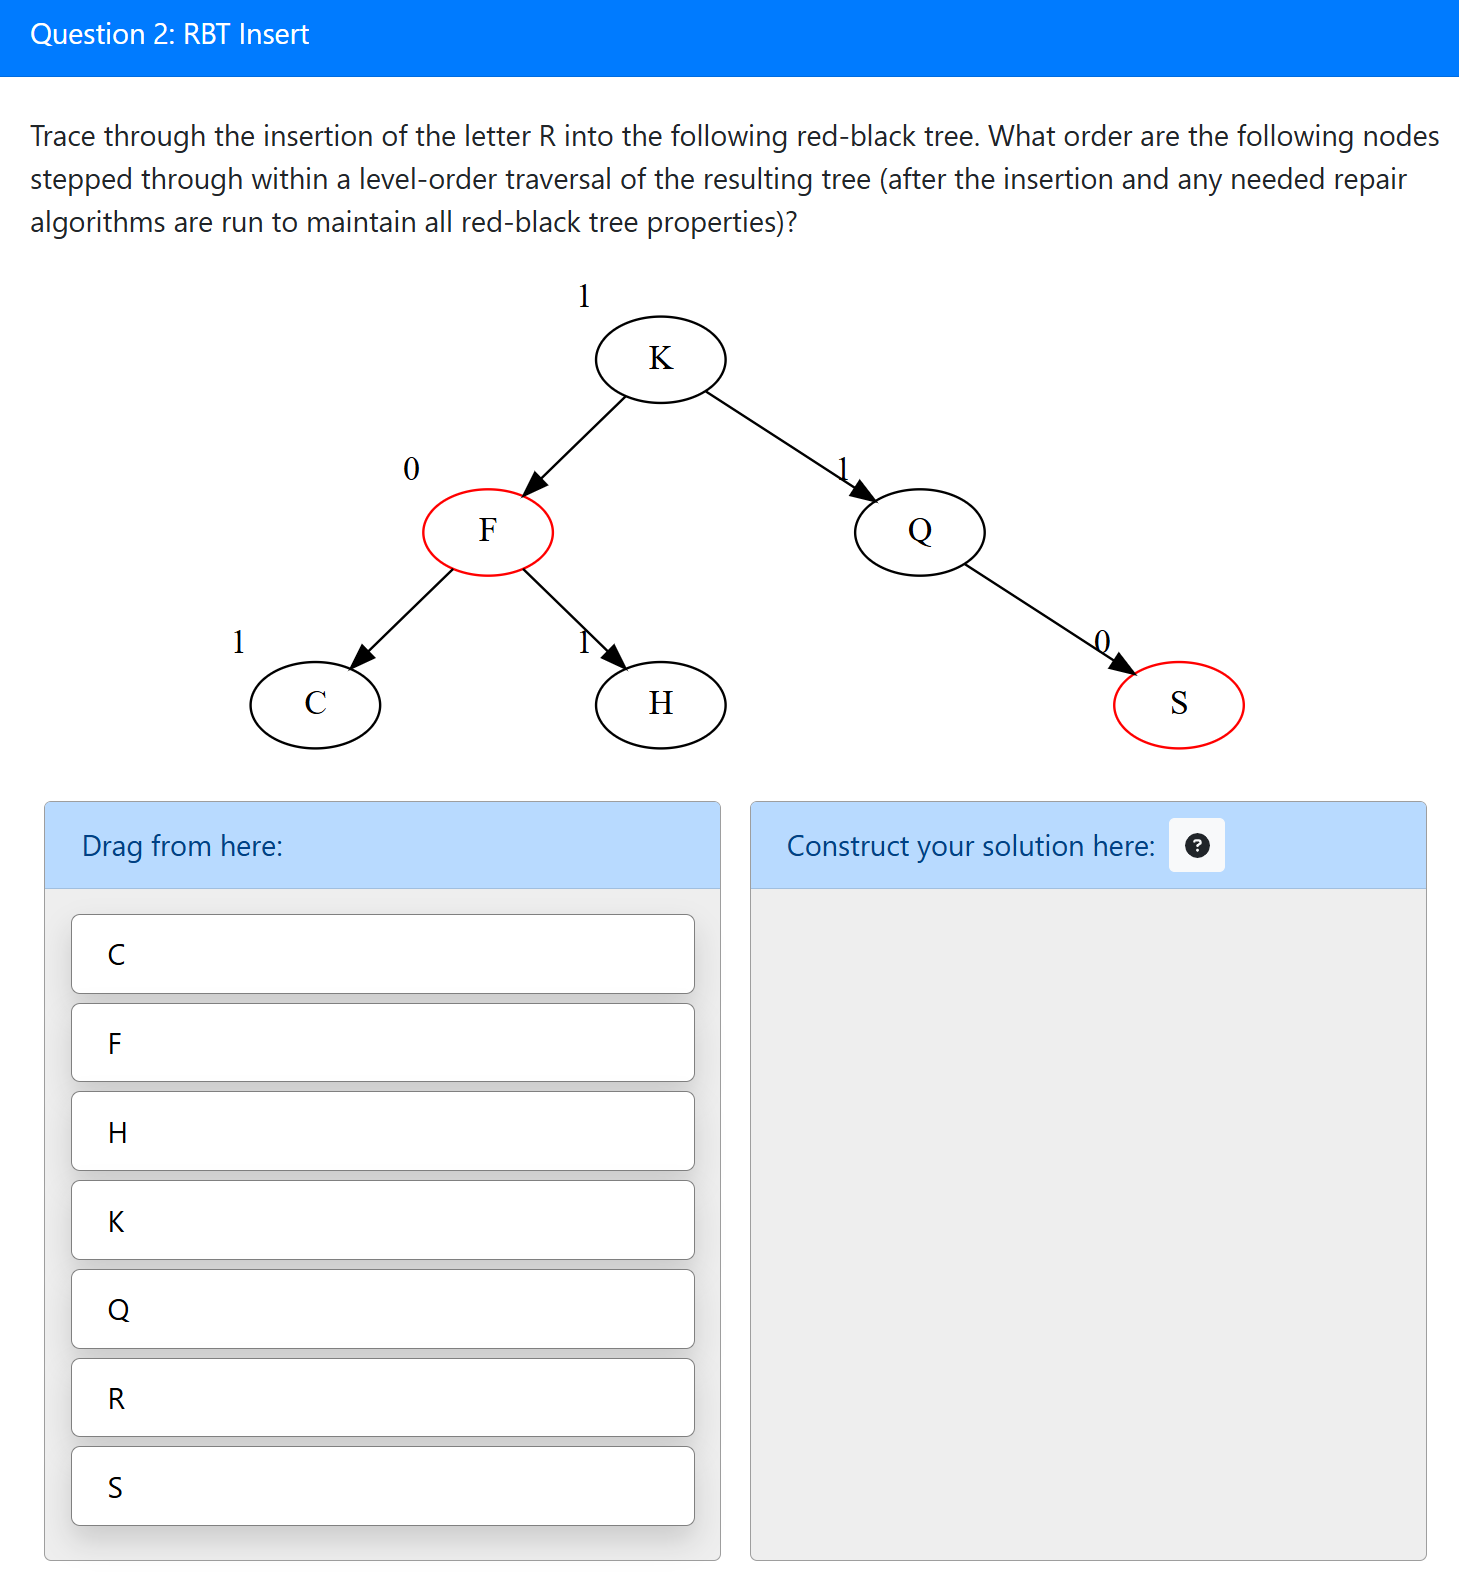 Question 2: RBT Insert
Trace through the insertion of the letter R into the following red-black tree. What order are the following nodes
stepped through within a level-order traversal of the resulting tree (after the insertion and any needed repair
algorithms are run to maintain all red-black tree properties)?
1
K
0
1
F
Q
1
1
0
C
H
S
Drag from here:
Construct your solution here: ?
C
F
H
K
Q
R
S